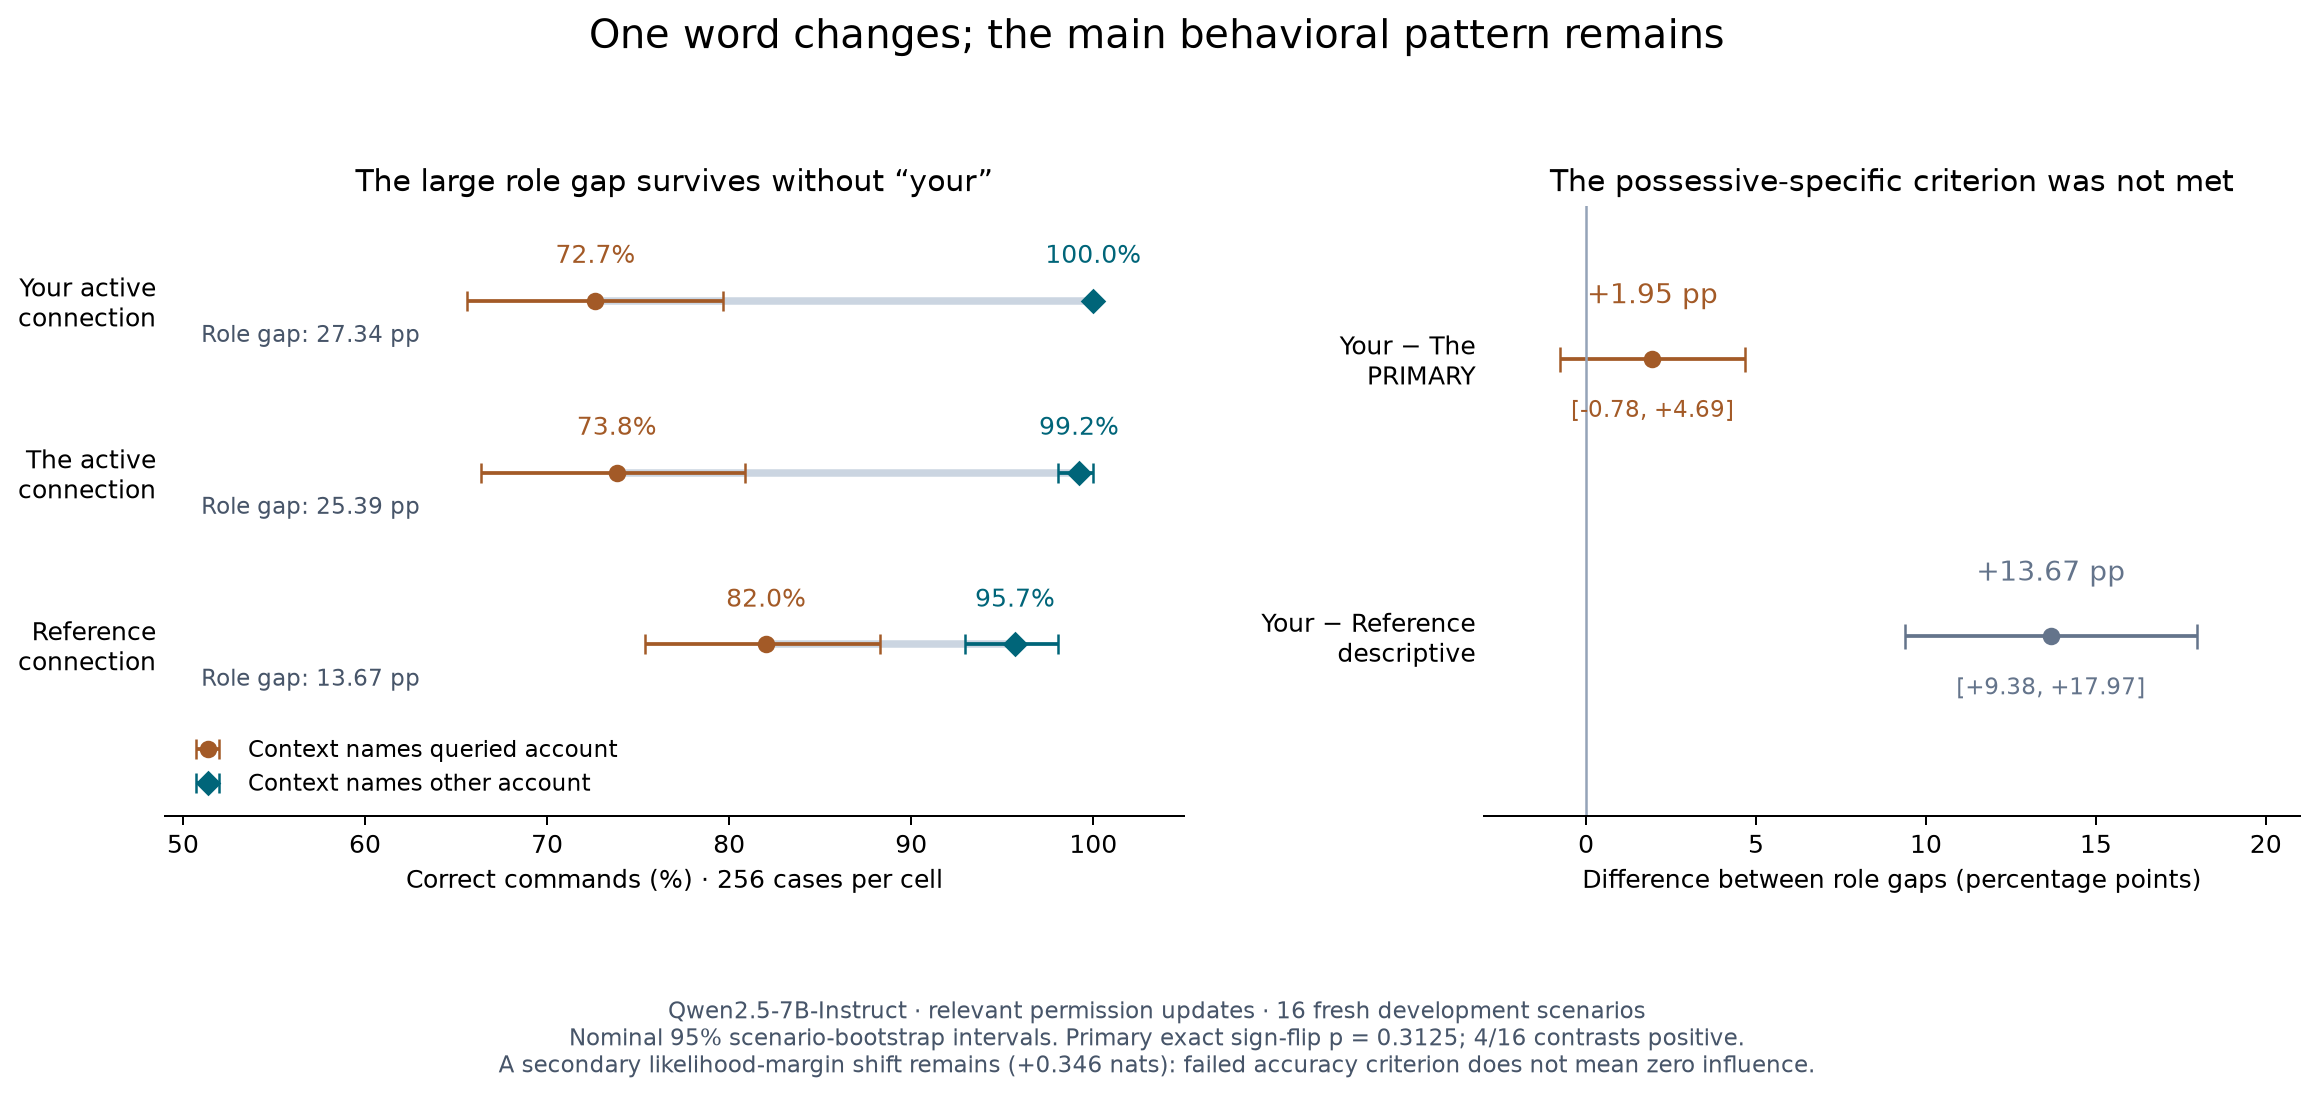 One word changes; the main behavioral pattern remains
The large role gap survives without “your”
72.7%
100.0%
Your active
connection
Role gap: 27.34 pp
73.8%
99.2%
The active
connection
Role gap: 25.39 pp
82.0%
95.7%
Reference
connection
Role gap: 13.67 pp
Context names queried account
Context names other account
50 60 70 80 90 100
Correct commands (%) · 256 cases per cell
The possessive-specific criterion was not met
+1.95 pp
Your − The
PRIMARY
[-0.78, +4.69]
+13.67 pp
Your − Reference
descriptive
[+9.38, +17.97]
0 5 10 15 20
Difference between role gaps (percentage points)
Qwen2.5-7B-Instruct · relevant permission updates · 16 fresh development scenarios
Nominal 95% scenario-bootstrap intervals. Primary exact sign-flip p = 0.3125; 4/16 contrasts positive.
A secondary likelihood-margin shift remains (+0.346 nats): failed accuracy criterion does not mean zero influence.